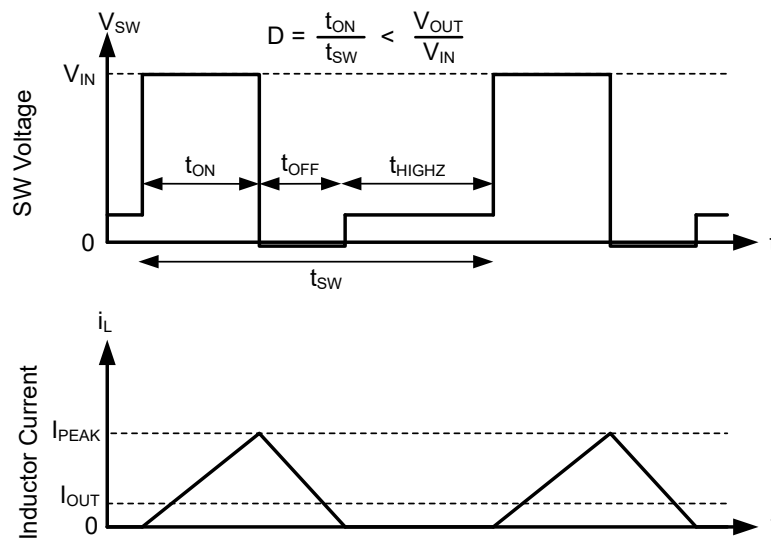 V_SW
D = t_ON / t_SW < V_OUT / V_IN
V_IN
SW Voltage
t_ON
t_OFF
t_HIGHZ
0
t_SW
i_L
Inductor Current
I_PEAK
I_OUT
0